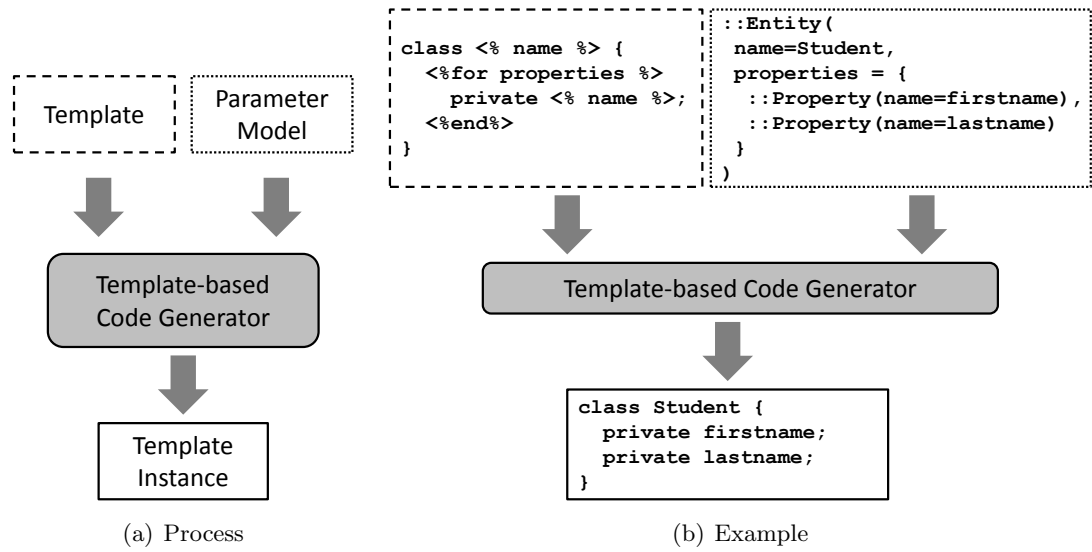 Template
Parameter
Model
Template-based
Code Generator
Template
Instance
(a) Process
class <% name %> {
  <%for properties %>
    private <% name %>;
  <%end%>
}
::Entity(
 name=Student,
 properties = {
  ::Property(name=firstname),
  ::Property(name=lastname)
 }
)
Template-based Code Generator
class Student {
  private firstname;
  private lastname;
}
(b) Example